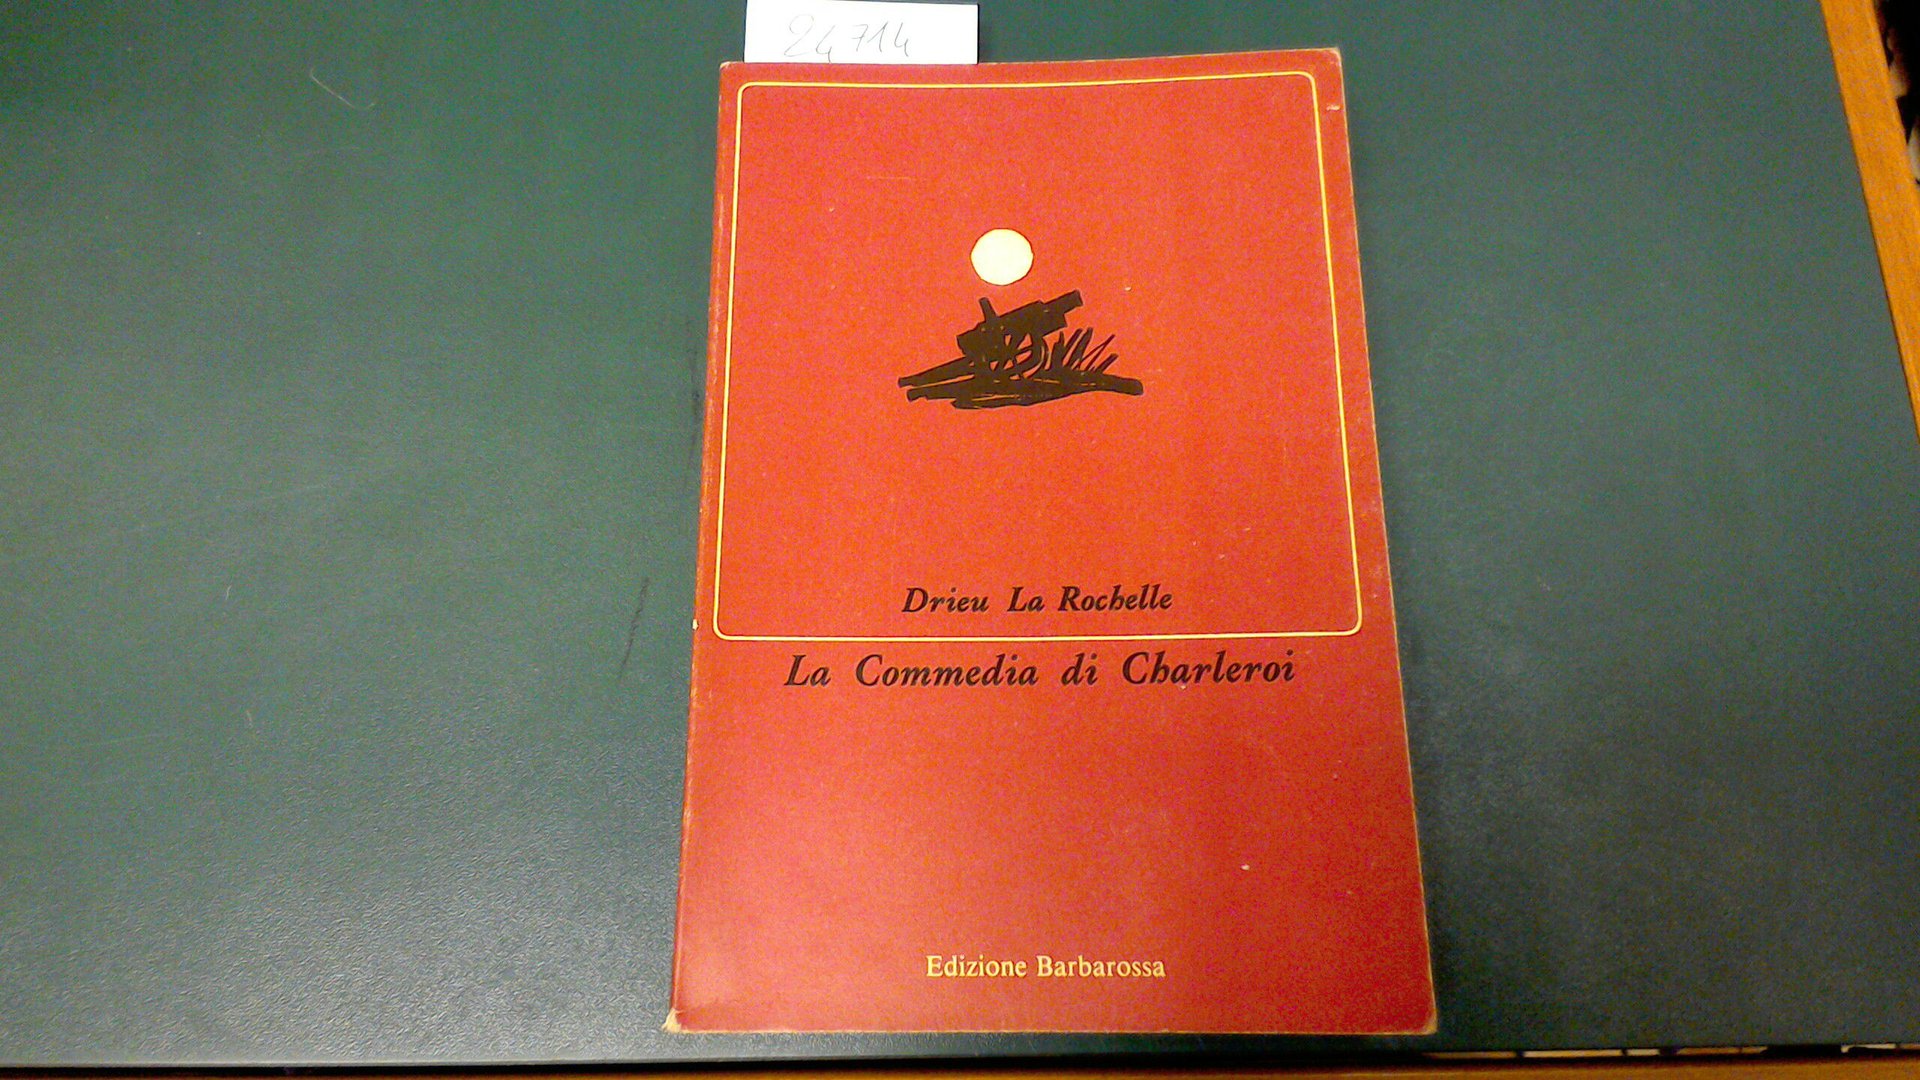 24714
Drieu La Rochelle
La Commedia di Charleroi
Edizione Barbarossa